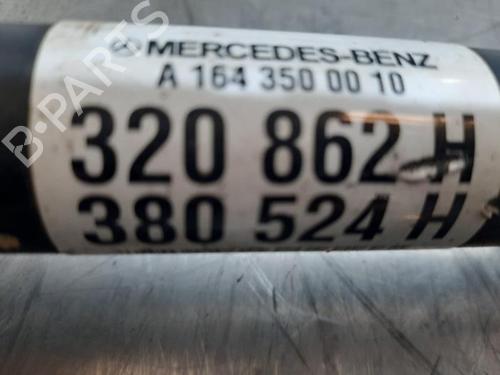 MERCEDES-BENZ
A 164 350 00 10
320 862 H
380 524 H
B-PARTS